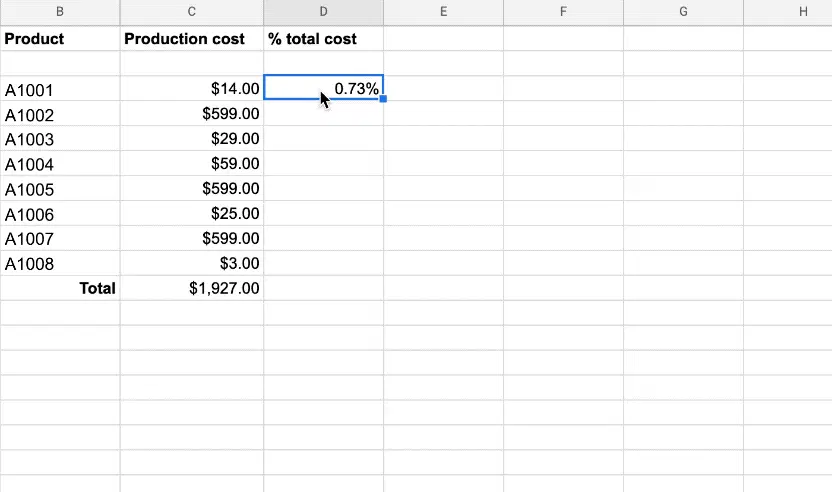 B C D E F G H
Product Production cost % total cost
A1001 $14.00 0.73%
A1002 $599.00
A1003 $29.00
A1004 $59.00
A1005 $599.00
A1006 $25.00
A1007 $599.00
A1008 $3.00
Total $1,927.00